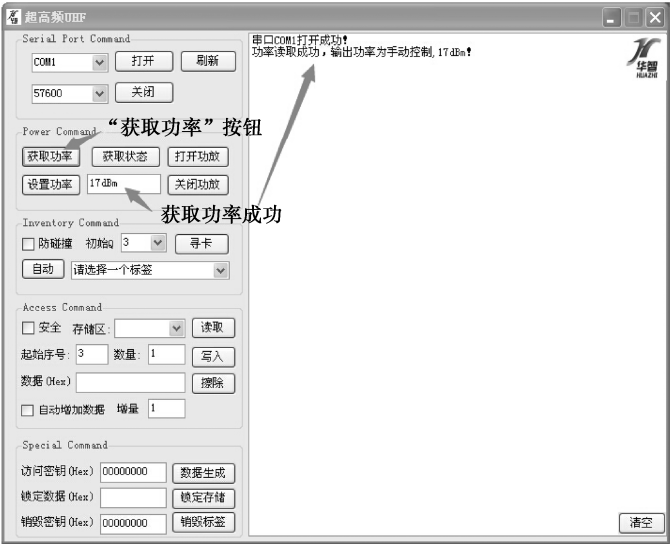 超高频UHF
Serial Port Command
COM1 打开 刷新
57600 关闭
Power Command
“获取功率”按钮
获取功率 获取状态 打开功放
设置功率 17dBm 关闭功放
获取功率成功
Inventory Command
防碰撞 初始Q 3 寻卡
自动 请选择一个标签
Access Command
安全 存储区: 读取
起始序号: 3 数量: 1 写入
数据(Hex) 擦除
自动增加数据 增量 1
Special Command
访问密钥(Hex) 00000000 数据生成
锁定数据(Hex) 锁定存储
销毁密钥(Hex) 00000000 销毁标签
串口COM1打开成功!
功率读取成功，输出功率为手动控制,17dBm!
华智
HUAZHI
清空